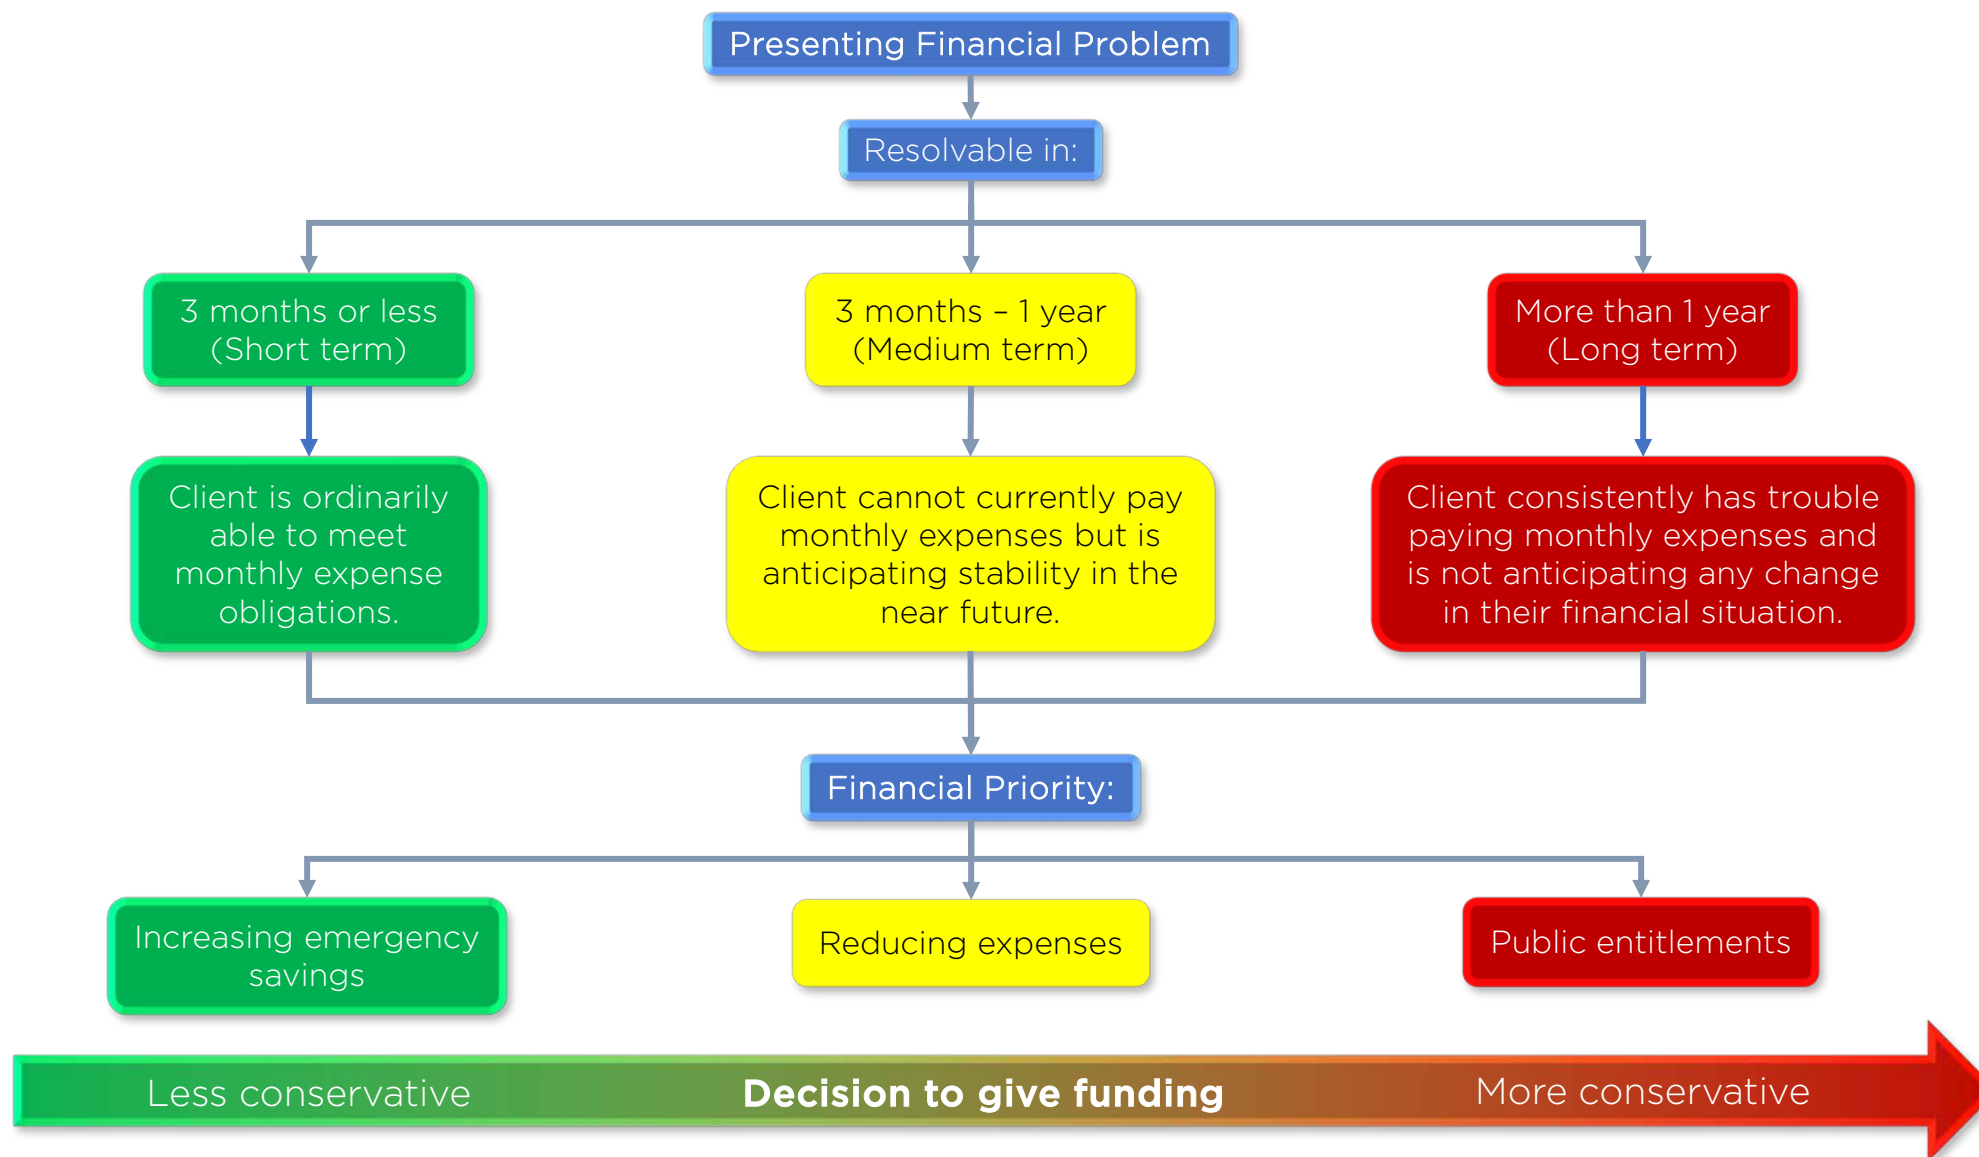 Presenting Financial Problem
Resolvable in:
3 months or less
(Short term)
3 months – 1 year
(Medium term)
More than 1 year
(Long term)
Client is ordinarily
able to meet
monthly expense
obligations.
Client cannot currently pay
monthly expenses but is
anticipating stability in the
near future.
Client consistently has trouble
paying monthly expenses and
is not anticipating any change
in their financial situation.
Financial Priority:
Increasing emergency
savings
Reducing expenses
Public entitlements
Less conservative
Decision to give funding
More conservative